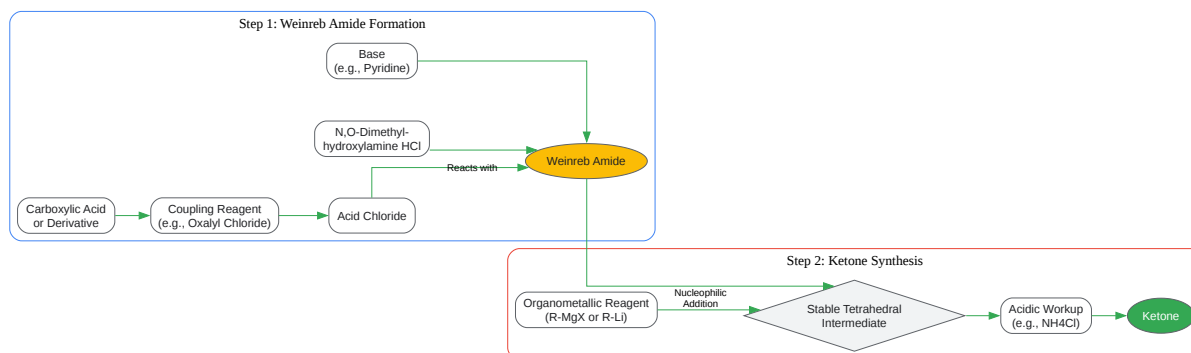 Step 1: Weinreb Amide Formation
Base
(e.g., Pyridine)
N,O-Dimethyl-
hydroxylamine HCl
Reacts with
Weinreb Amide
Carboxylic Acid
or Derivative
Coupling Reagent
(e.g., Oxalyl Chloride)
Acid Chloride
Step 2: Ketone Synthesis
Organometallic Reagent
(R-MgX or R-Li)
Nucleophilic
Addition
Stable Tetrahedral
Intermediate
Acidic Workup
(e.g., NH4Cl)
Ketone